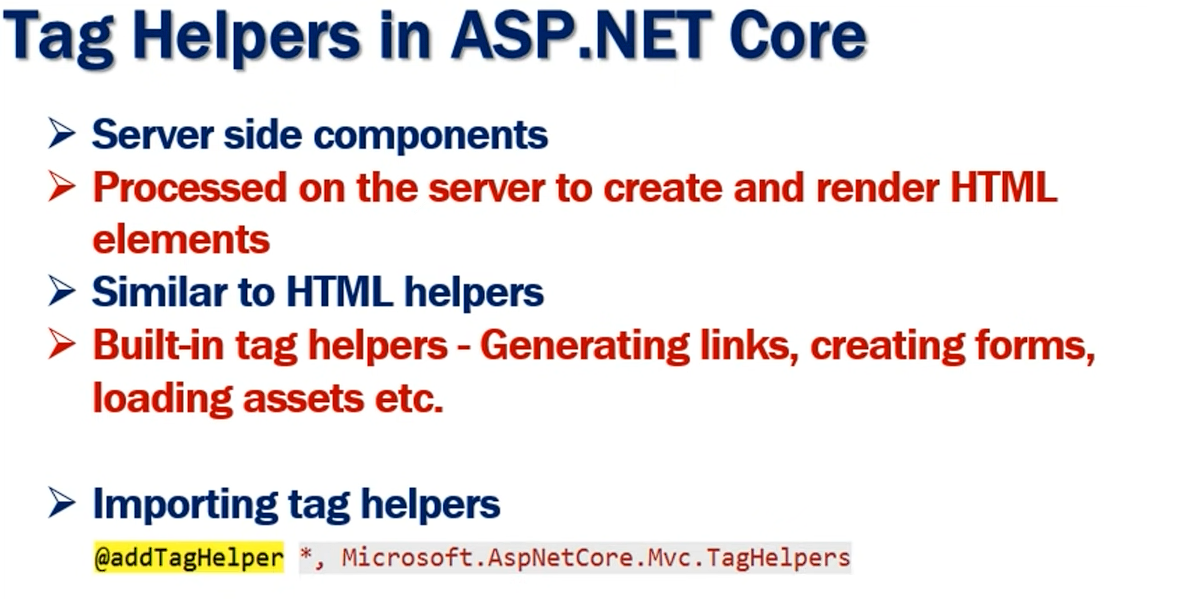 Tag Helpers in ASP.NET Core
➢ Server side components
➢ Processed on the server to create and render HTML
elements
➢ Similar to HTML helpers
➢ Built-in tag helpers - Generating links, creating forms,
loading assets etc.
➢ Importing tag helpers
@addTagHelper *, Microsoft.AspNetCore.Mvc.TagHelpers